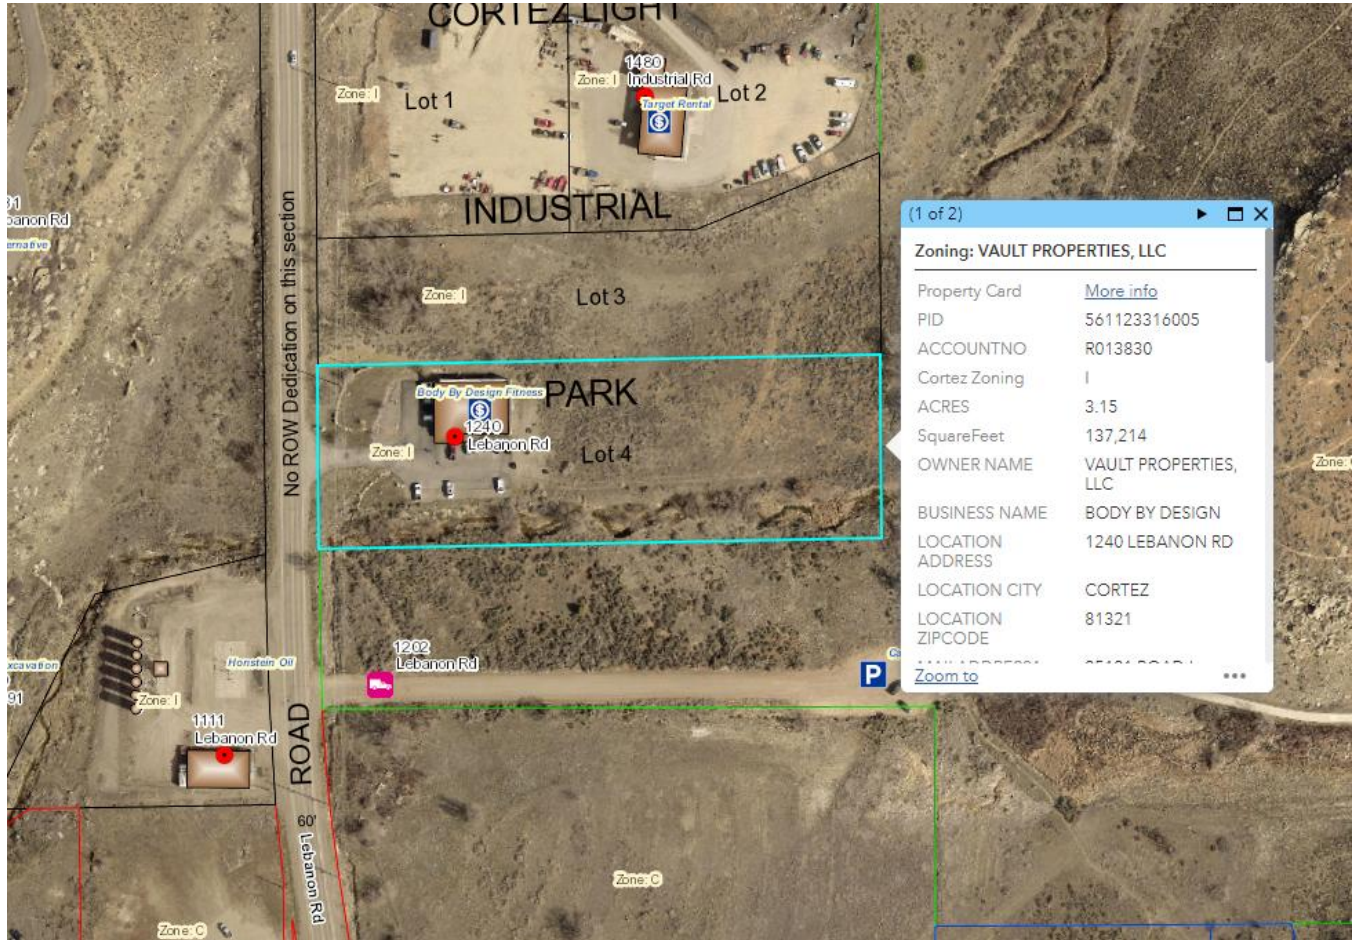 CORTEZ LIGHT
1480
Industrial Rd
Zone: I
Zone: I
Lot 1
Target Rental
Lot 2
INDUSTRIAL
No ROW Dedication on this section
Zone: I
Lot 3
Body By Design Fitness
PARK
1240
Lebanon Rd
Zone: I
Lot 4
1202
Lebanon Rd
P
Honstein Oil
Zone: I
1111
Lebanon Rd
ROAD
60'
Lebanon Rd
Zone: C
Zone: C
Zone:
(1 of 2)
Zoning: VAULT PROPERTIES, LLC
Property Card More info
PID 561123316005
ACCOUNTNO R013830
Cortez Zoning I
ACRES 3.15
SquareFeet 137,214
OWNER NAME VAULT PROPERTIES,
LLC
BUSINESS NAME BODY BY DESIGN
LOCATION 1240 LEBANON RD
ADDRESS
LOCATION CITY CORTEZ
LOCATION 81321
ZIPCODE
Zoom to